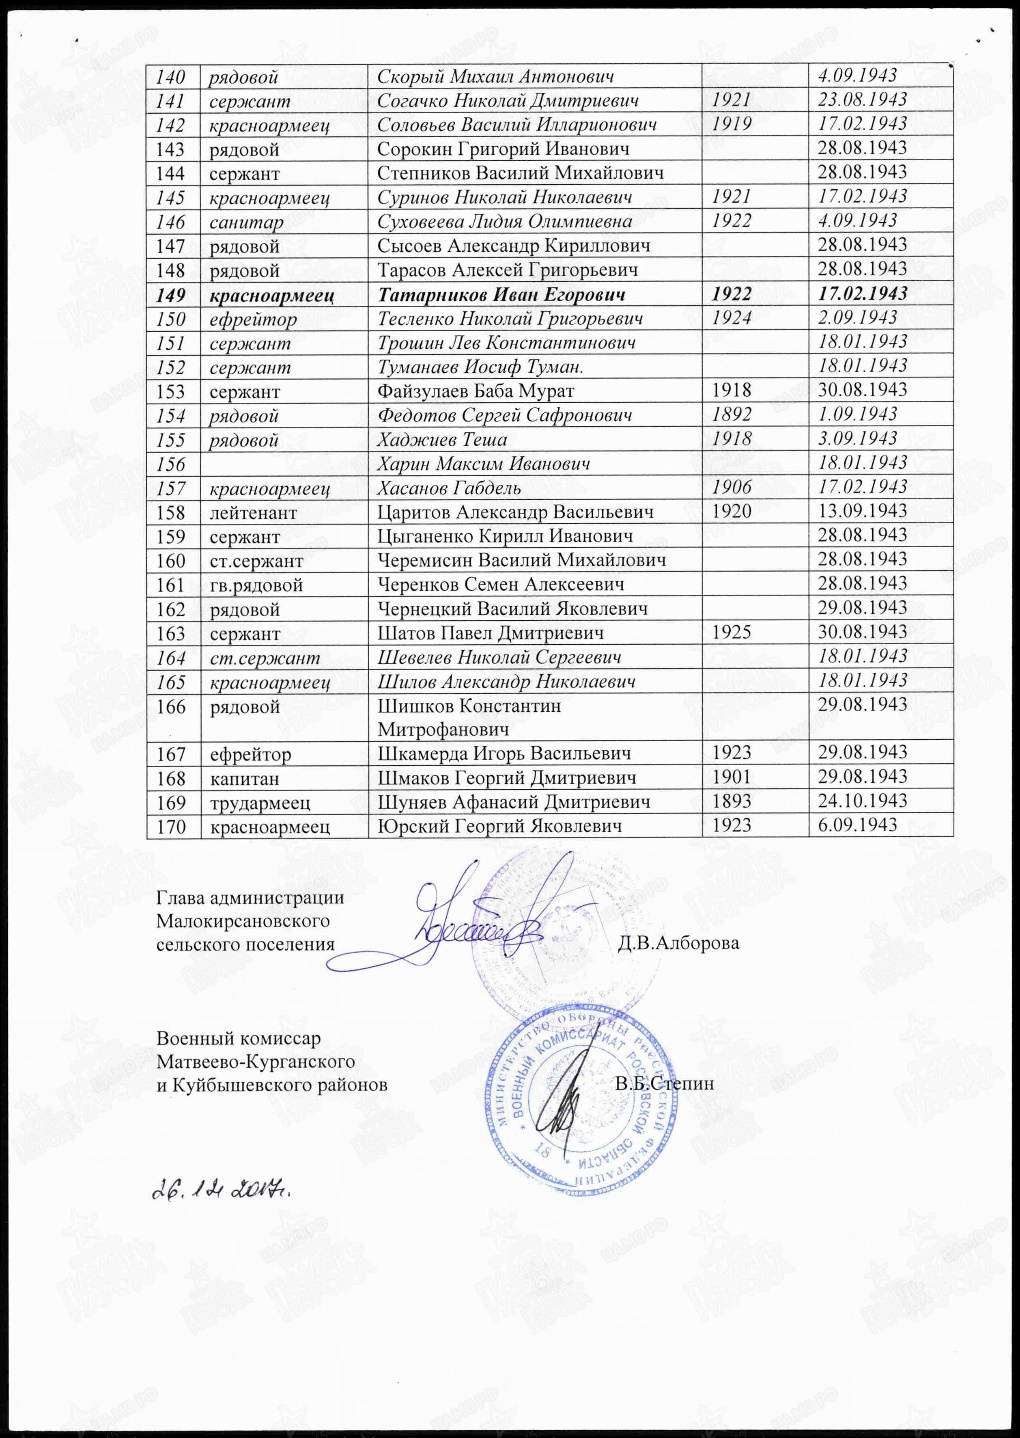 140 рядовой Скорый Михаил Антонович 4.09.1943
141 сержант Согачко Николай Дмитриевич 1921 23.08.1943
142 красноармеец Соловьев Василий Илларионович 1919 17.02.1943
143 рядовой Сорокин Григорий Иванович 28.08.1943
144 сержант Степников Василий Михайлович 28.08.1943
145 красноармеец Суринов Николай Николаевич 1921 17.02.1943
146 санитар Суховеева Лидия Олимпиевна 1922 4.09.1943
147 рядовой Сысоев Александр Кириллович 28.08.1943
148 рядовой Тарасов Алексей Григорьевич 28.08.1943
149 красноармеец Татарников Иван Егорович 1922 17.02.1943
150 ефрейтор Тесленко Николай Григорьевич 1924 2.09.1943
151 сержант Трошин Лев Константинович 18.01.1943
152 сержант Туманаев Иосиф Туман. 18.01.1943
153 сержант Файзулаев Баба Мурат 1918 30.08.1943
154 рядовой Федотов Сергей Сафронович 1892 1.09.1943
155 рядовой Хаджиев Теша 1918 3.09.1943
156 Харин Максим Иванович 18.01.1943
157 красноармеец Хасанов Габдель 1906 17.02.1943
158 лейтенант Царитов Александр Васильевич 1920 13.09.1943
159 сержант Цыганенко Кирилл Иванович 28.08.1943
160 ст.сержант Черемисин Василий Михайлович 28.08.1943
161 гв.рядовой Черенков Семен Алексеевич 28.08.1943
162 рядовой Чернецкий Василий Яковлевич 29.08.1943
163 сержант Шатов Павел Дмитриевич 1925 30.08.1943
164 ст.сержант Шевелев Николай Сергеевич 18.01.1943
165 красноармеец Шилов Александр Николаевич 18.01.1943
166 рядовой Шишков Константин 29.08.1943
Митрофанович
167 ефрейтор Шкамерда Игорь Васильевич 1923 29.08.1943
168 капитан Шмаков Георгий Дмитриевич 1901 29.08.1943
169 трудармеец Шуняев Афанасий Дмитриевич 1893 24.10.1943
170 красноармеец Юрский Георгий Яковлевич 1923 6.09.1943
Глава администрации
Малокирсановского
сельского поселения Д.В.Алборова
Военный комиссар
Матвеево-Курганского
и Куйбышевского районов В.Б.Степин
МИНИСТЕРСТВО ОБОРОНЫ РОССИЙСКОЙ ФЕДЕРАЦИИ
* ВОЕННЫЙ КОМИССАРИАТ РОСТОВСКОЙ ОБЛАСТИ *
18
26.12 2017г.